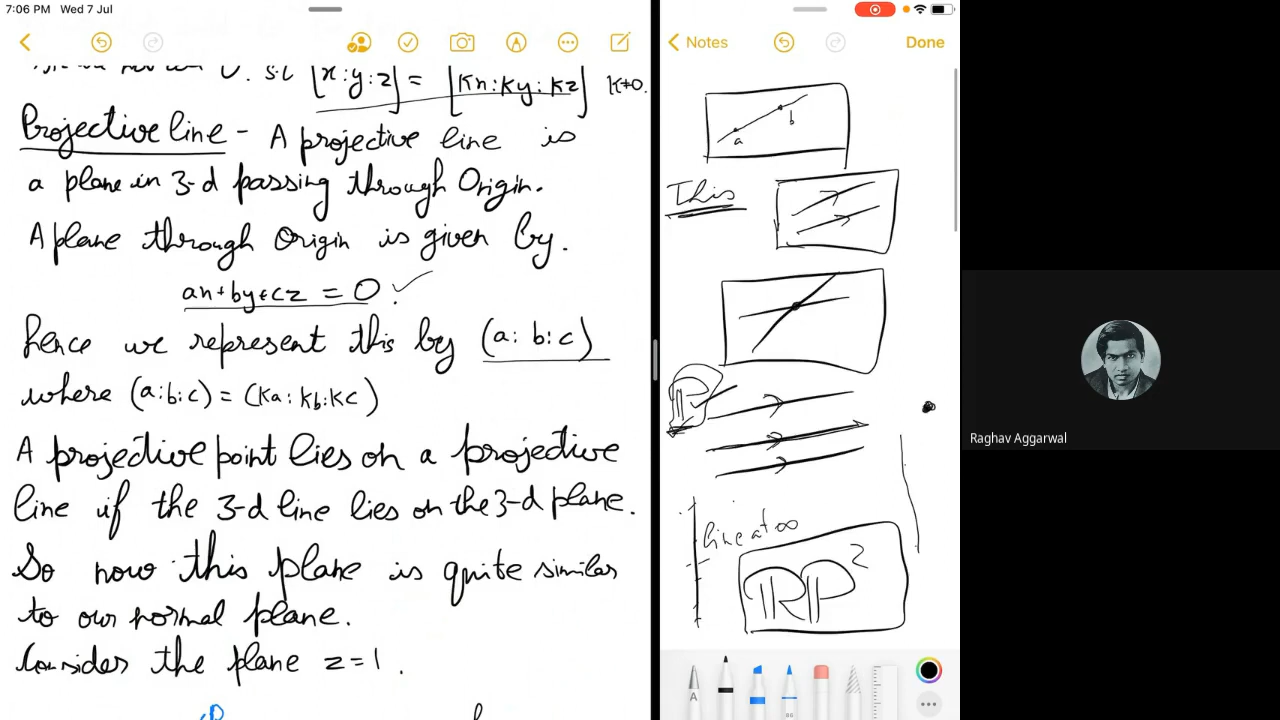 7:06 PM Wed 7 Jul
s.t [x:y:z] = [Kx:Ky:Kz] K≠0.
Projective line - A projective line is
a plane in 3-d passing through Origin.
A plane through Origin is given by.
ax+by+cz = 0 ✓
hence we represent this by (a: b: c)
where (a:b:c) = (Ka: Kb: Kc)
A projective point lies on a projective
line if the 3-d line lies on the 3-d plane.
So now this plane is quite similar
to our normal plane.
Consider the plane z=1.
Notes
Done
a
b
This
P
line at ∞
RP²
A
Raghav Aggarwal